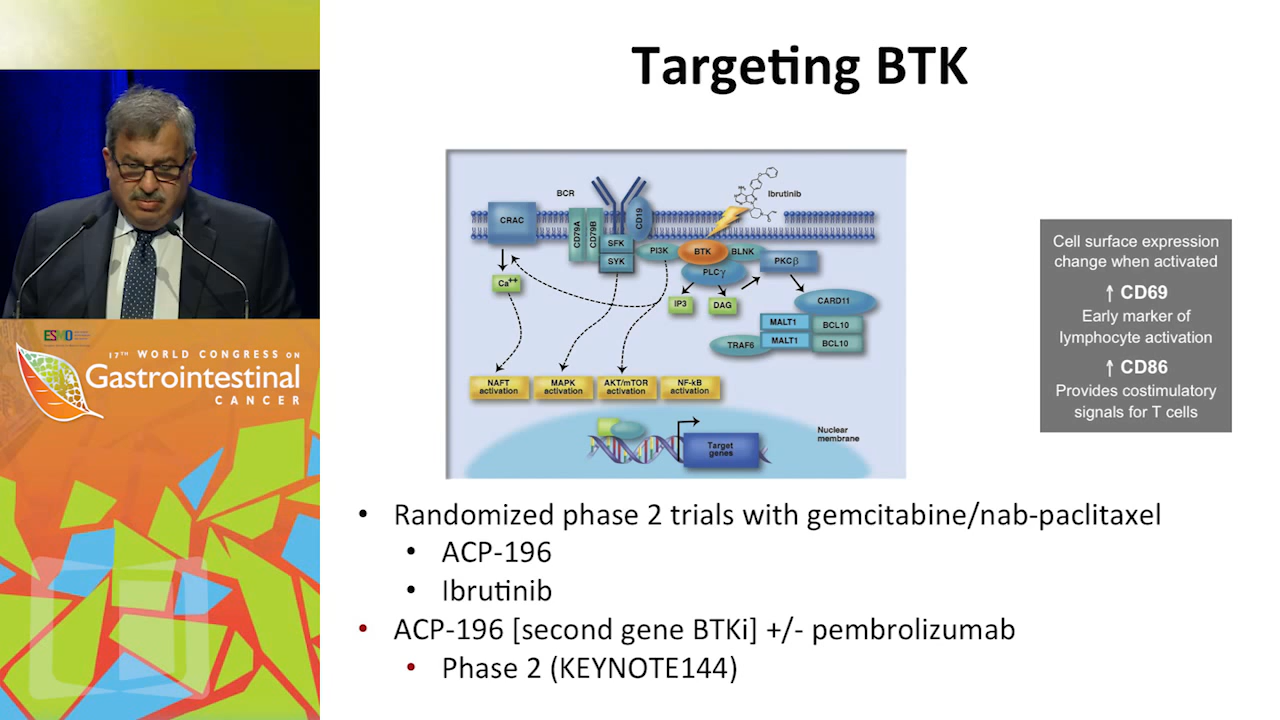 Targeting BTK
BCR
Ibrutinib
CRAC
CD79A
CD79B
CD19
SFK
SYK
PI3K
BTK
BLNK
PLCγ
PKCβ
Ca++
IP3
DAG
CARD11
MALT1
BCL10
TRAF6
MALT1
BCL10
NAFT
activation
MAPK
activation
AKT/mTOR
activation
NF-kB
activation
Nuclear
membrane
Target
genes
Cell surface expression
change when activated
↑ CD69
Early marker of
lymphocyte activation
↑ CD86
Provides costimulatory
signals for T cells
• Randomized phase 2 trials with gemcitabine/nab-paclitaxel
• ACP-196
• Ibrutinib
• ACP-196 [second gene BTKi] +/- pembrolizumab
• Phase 2 (KEYNOTE144)
ESMO
17TH WORLD CONGRESS ON
Gastrointestinal
CANCER